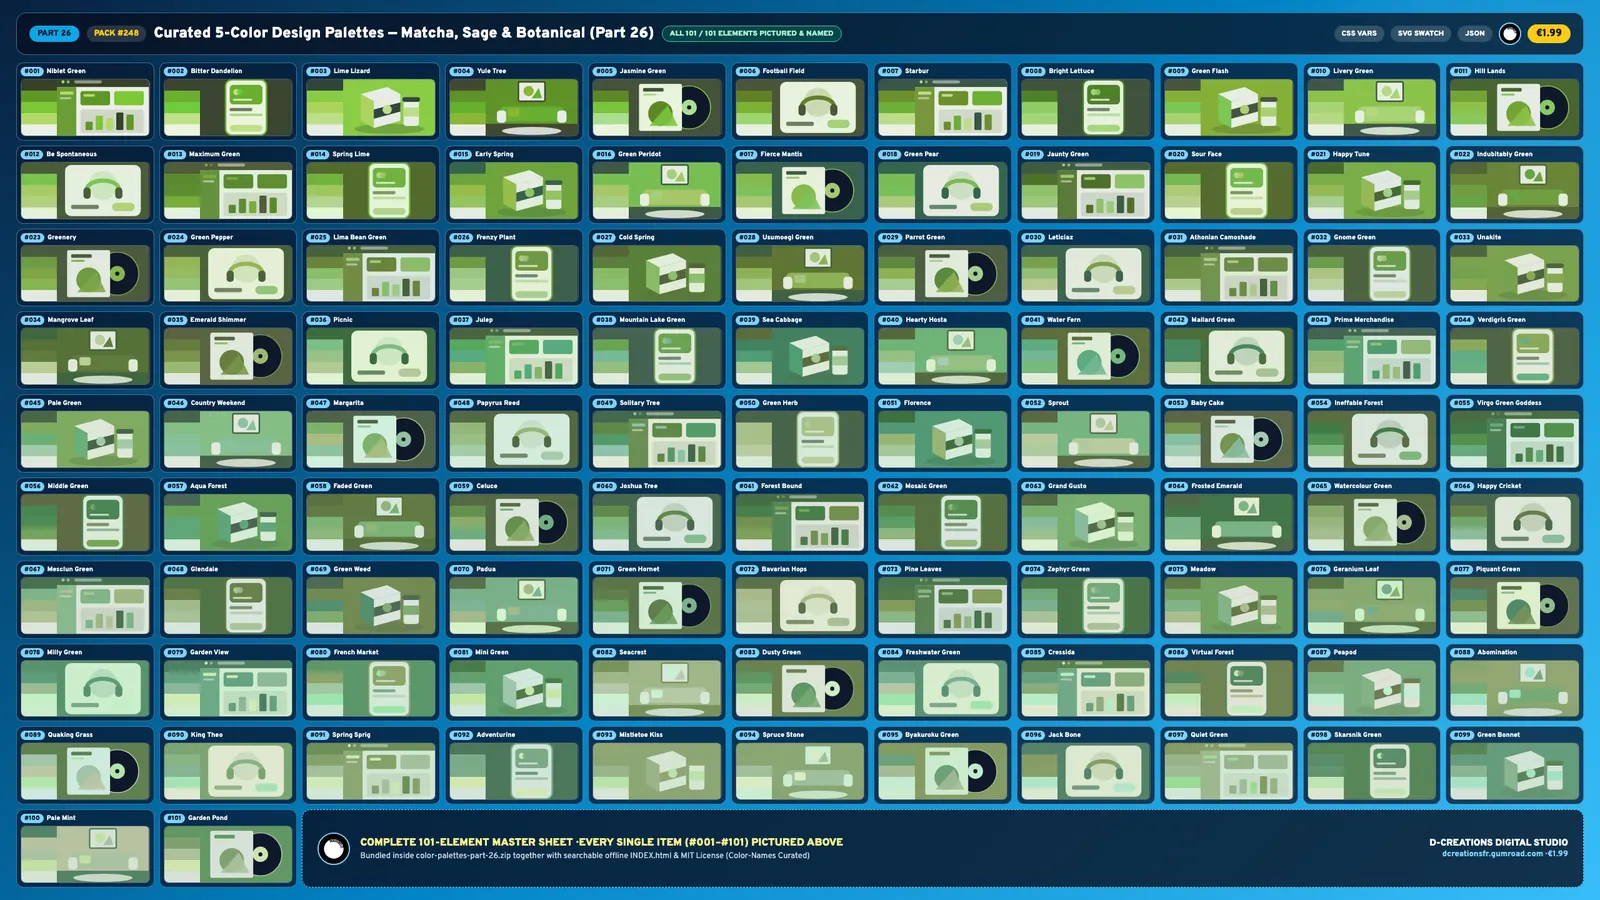 PART 26 PACK #248 Curated 5-Color Design Palettes – Matcha, Sage & Botanical (Part 26) ALL 101 / 101 ELEMENTS PICTURED & NAMED CSS VARS SVG SWATCH JSON €1.99
#001 Niblet Green #002 Bitter Dandelion #003 Lime Lizard #004 Yule Tree #005 Jasmine Green #006 Football Field #007 Starbur #008 Bright Lettuce #009 Green Flash #010 Livery Green #011 Hill Lands
#012 Be Spontaneous #013 Maximum Green #014 Spring Lime #015 Early Spring #016 Green Peridot #017 Fierce Mantis #018 Green Pear #019 Jaunty Green #020 Sour Face #021 Happy Tune #022 Indubitably Green
#023 Greenery #024 Green Pepper #025 Lima Bean Green #026 Frenzy Plant #027 Cold Spring #028 Usumoegi Green #029 Parrot Green #030 Leticiaz #031 Athonian Camoshade #032 Gnome Green #033 Unakite
#034 Mangrove Leaf #035 Emerald Shimmer #036 Picnic #037 Julep #038 Mountain Lake Green #039 Sea Cabbage #040 Hearty Hosta #041 Water Fern #042 Mallard Green #043 Prime Merchandise #044 Verdigris Green
#045 Pale Green #046 Country Weekend #047 Margarita #048 Papyrus Reed #049 Solitary Tree #050 Green Herb #051 Florence #052 Sprout #053 Baby Cake #054 Ineffable Forest #055 Virgo Green Goddess
#056 Middle Green #057 Aqua Forest #058 Faded Green #059 Celuce #060 Joshua Tree #061 Forest Bound #062 Mosaic Green #063 Grand Gusto #064 Frosted Emerald #065 Watercolour Green #066 Happy Cricket
#067 Mesclun Green #068 Glendale #069 Green Weed #070 Padua #071 Green Hornet #072 Bavarian Hops #073 Pine Leaves #074 Zephyr Green #075 Meadow #076 Geranium Leaf #077 Piquant Green
#078 Milly Green #079 Garden View #080 French Market #081 Mini Green #082 Seacrest #083 Dusty Green #084 Freshwater Green #085 Cressida #086 Virtual Forest #087 Peapod #088 Abomination
#089 Quaking Grass #090 King Theo #091 Spring Sprig #092 Adventurine #093 Mistletoe Kiss #094 Spruce Stone #095 Byakuroku Green #096 Jack Bone #097 Quiet Green #098 Skarsnik Green #099 Green Bonnet
#100 Pale Mint #101 Garden Pond
COMPLETE 101-ELEMENT MASTER SHEET · EVERY SINGLE ITEM (#001–#101) PICTURED ABOVE
Bundled inside color-palettes-part-26.zip together with searchable offline INDEX.html & MIT License (Color-Names Curated)
D-CREATIONS DIGITAL STUDIO
dcreationsfr.gumroad.com · €1.99